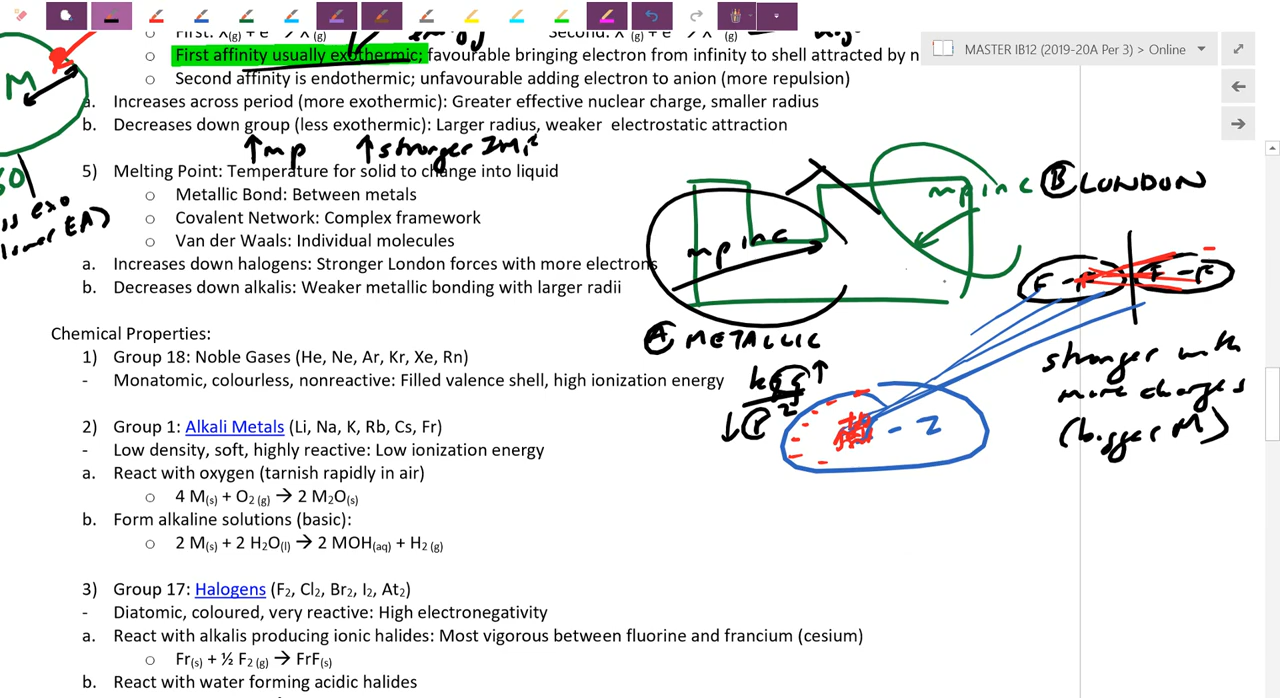 First: X(g) + e
Second: X (g) + e
First affinity usually exothermic; favourable bringing electron from infinity to shell attracted by n
MASTER IB12 (2019-20A Per 3) > Online
Second affinity is endothermic; unfavourable adding electron to anion (more repulsion)
M
a. Increases across period (more exothermic): Greater effective nuclear charge, smaller radius
b. Decreases down group (less exothermic): Larger radius, weaker electrostatic attraction
↑mp ↑stronger IMF
5) Melting Point: Temperature for solid to change into liquid
Metallic Bond: Between metals
mp inc Ⓑ LONDON
Covalent Network: Complex framework
Van der Waals: Individual molecules
mp inc
a. Increases down halogens: Stronger London forces with more electrons
b. Decreases down alkalis: Weaker metallic bonding with larger radii
F - F F - F
Ⓐ METALLIC
Chemical Properties:
1) Group 18: Noble Gases (He, Ne, Ar, Kr, Xe, Rn)
- Monatomic, colourless, nonreactive: Filled valence shell, high ionization energy
stronger with
more charges
(bigger M)
2) Group 1: Alkali Metals (Li, Na, K, Rb, Cs, Fr)
- Low density, soft, highly reactive: Low ionization energy
a. React with oxygen (tarnish rapidly in air)
4 M(s) + O2 (g) → 2 M2O(s)
b. Form alkaline solutions (basic):
2 M(s) + 2 H2O(l) → 2 MOH(aq) + H2 (g)
3) Group 17: Halogens (F2, Cl2, Br2, I2, At2)
- Diatomic, coloured, very reactive: High electronegativity
a. React with alkalis producing ionic halides: Most vigorous between fluorine and francium (cesium)
Fr(s) + ½ F2 (g) → FrF(s)
b. React with water forming acidic halides